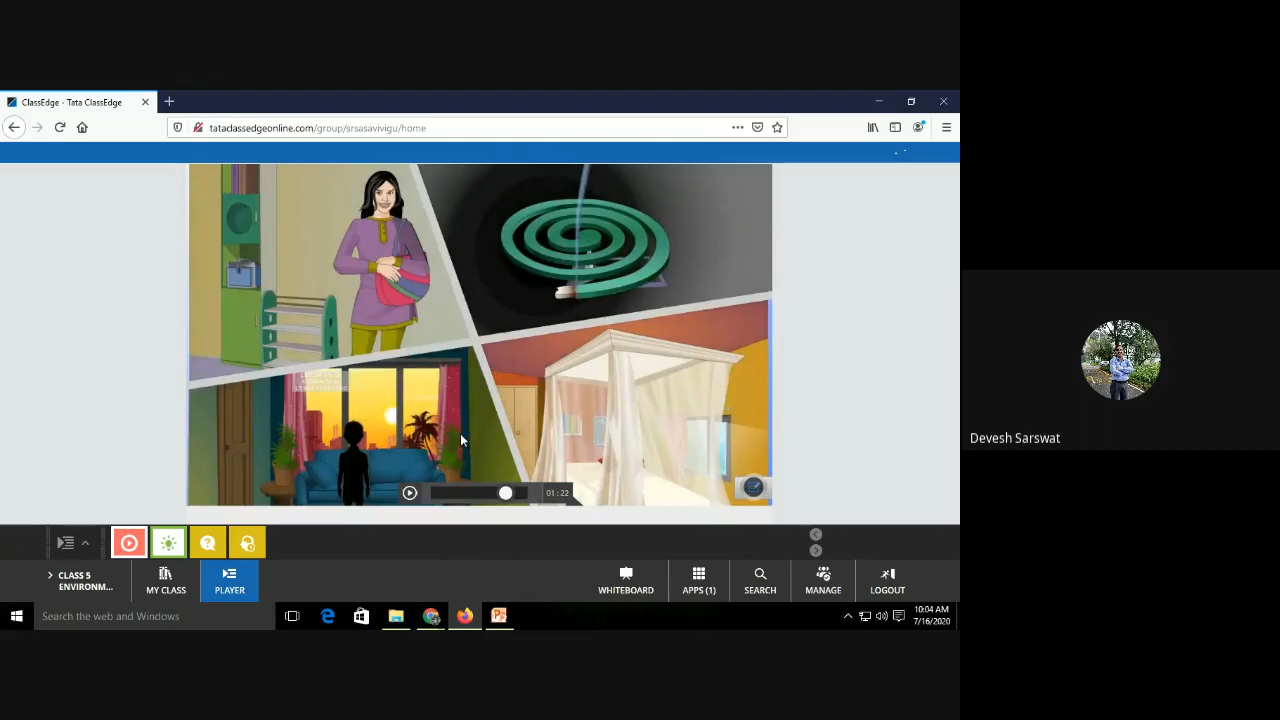 ClassEdge - Tata ClassEdge
tataclassedgeonline.com/group/srsasavivigu/home
01 : 22
Devesh Sarswat
CLASS 5
ENVIRONM...
MY CLASS
PLAYER
WHITEBOARD
APPS (1)
SEARCH
MANAGE
LOGOUT
Search the web and Windows
10:04 AM
7/16/2020